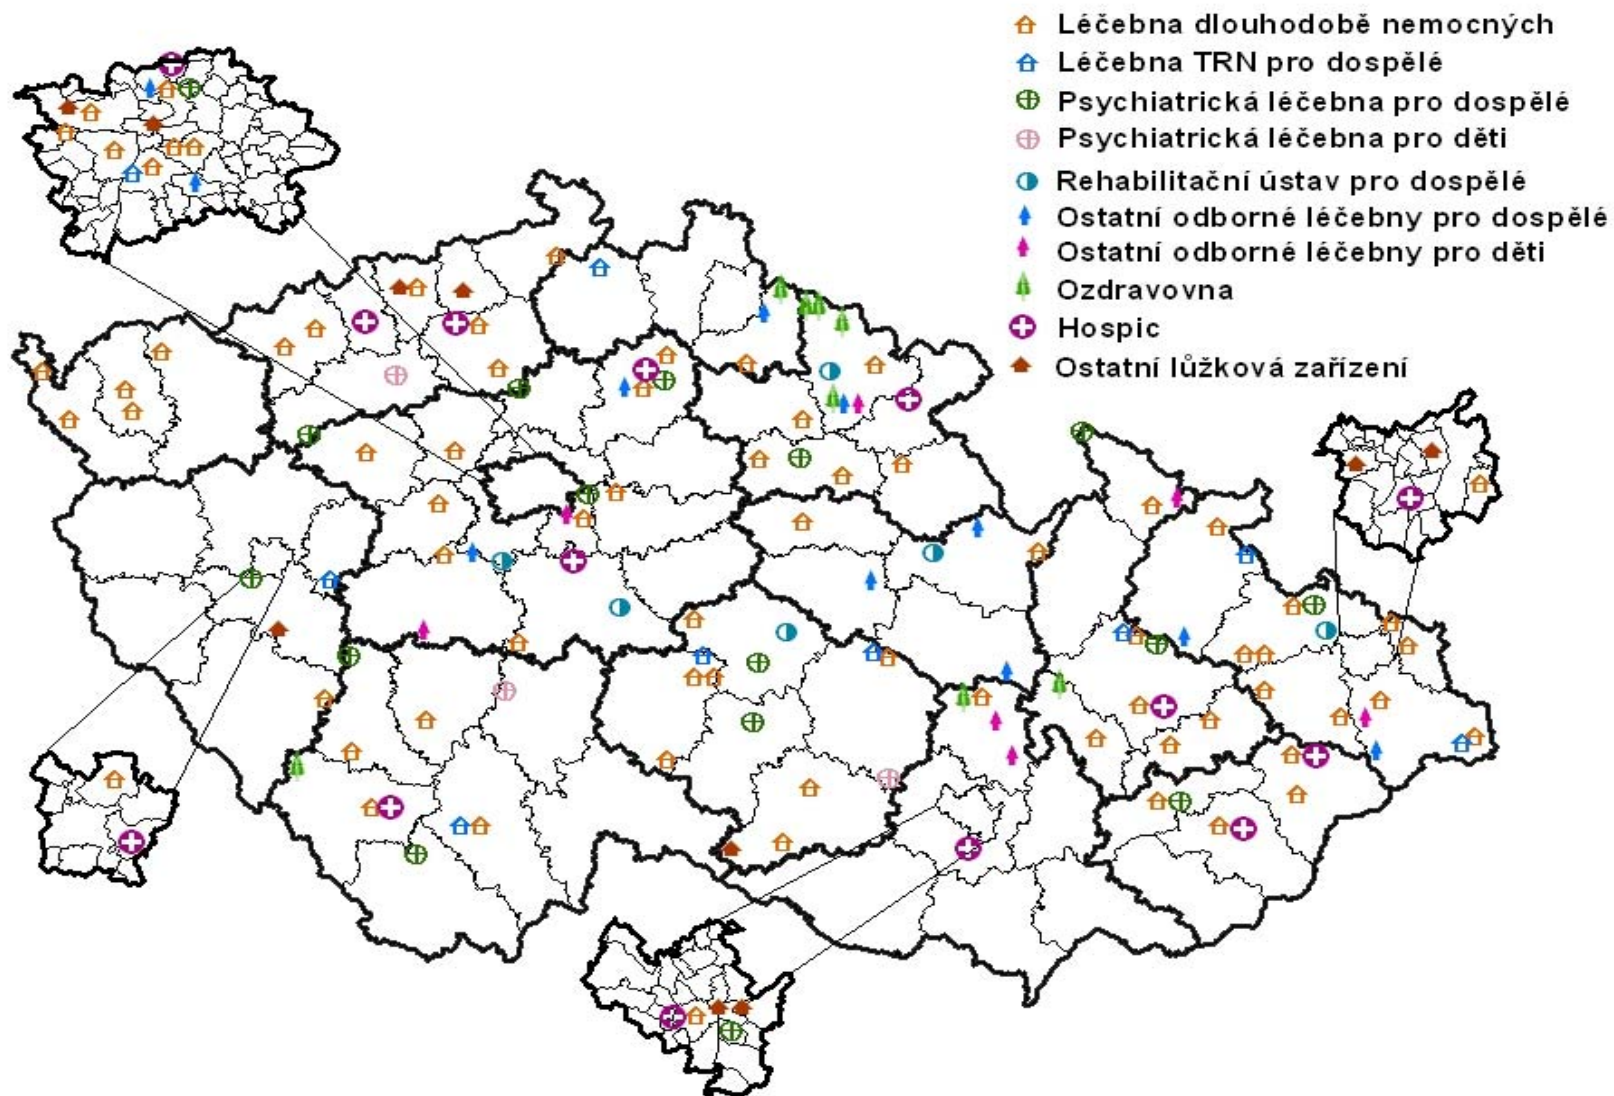 Léčebna dlouhodobě nemocných
Léčebna TRN pro dospělé
Psychiatrická léčebna pro dospělé
Psychiatrická léčebna pro děti
Rehabilitační ústav pro dospělé
Ostatní odborné léčebny pro dospělé
Ostatní odborné léčebny pro děti
Ozdravovna
Hospic
Ostatní lůžková zařízení